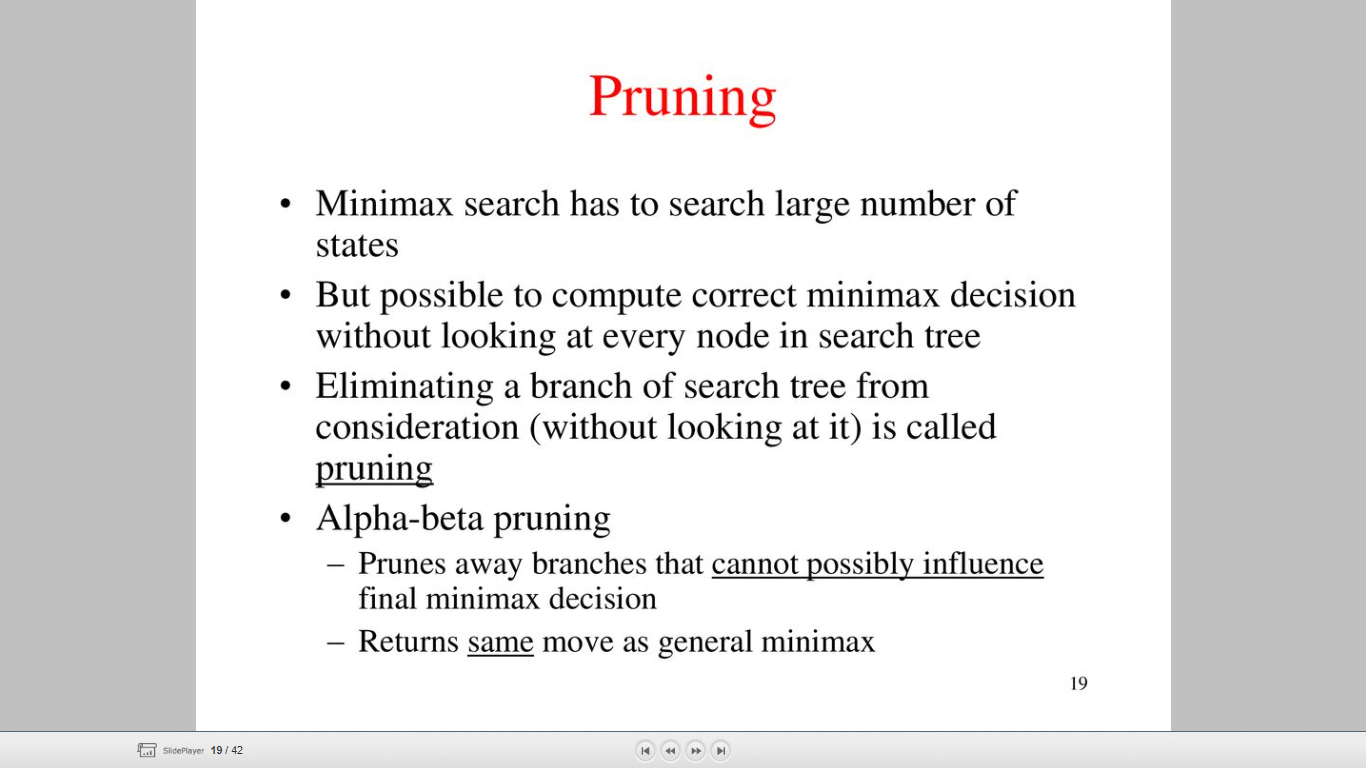 Pruning
• Minimax search has to search large number of
states
• But possible to compute correct minimax decision
without looking at every node in search tree
• Eliminating a branch of search tree from
consideration (without looking at it) is called
pruning
• Alpha-beta pruning
– Prunes away branches that cannot possibly influence
final minimax decision
– Returns same move as general minimax
19
SlidePlayer 19 / 42